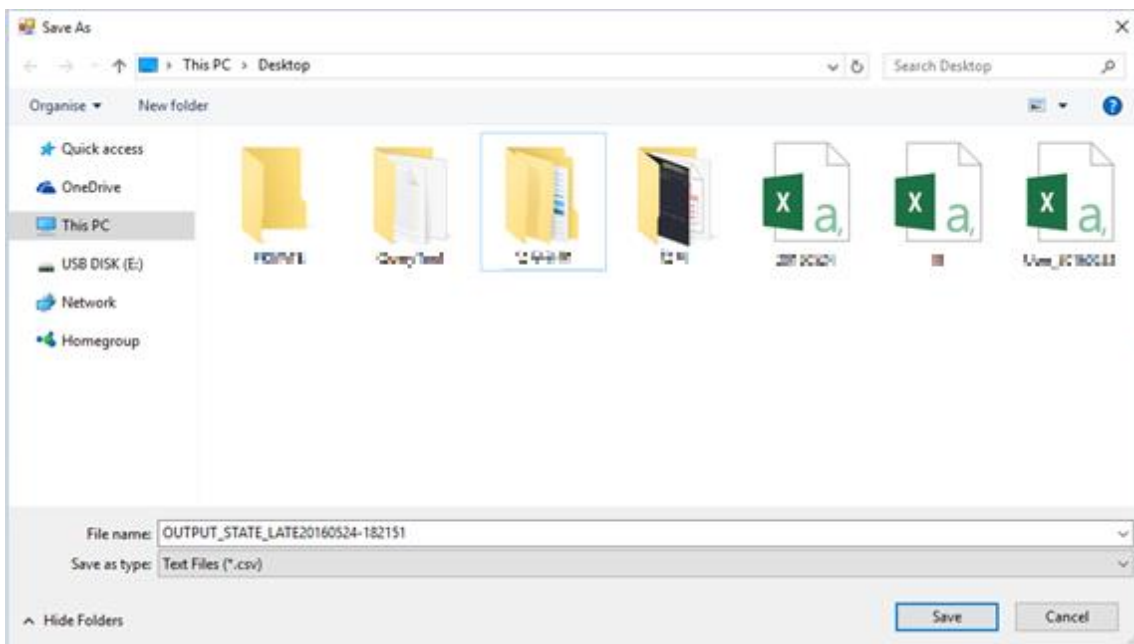 Save As
This PC > Desktop
Search Desktop
Organise
New folder
Quick access
OneDrive
This PC
USB DISK (E:)
Network
Homegroup
X a,
X a,
X a,
File name: OUTPUT_STATE_LATE20160524-182151
Save as type: Text Files (*.csv)
Hide Folders
Save
Cancel